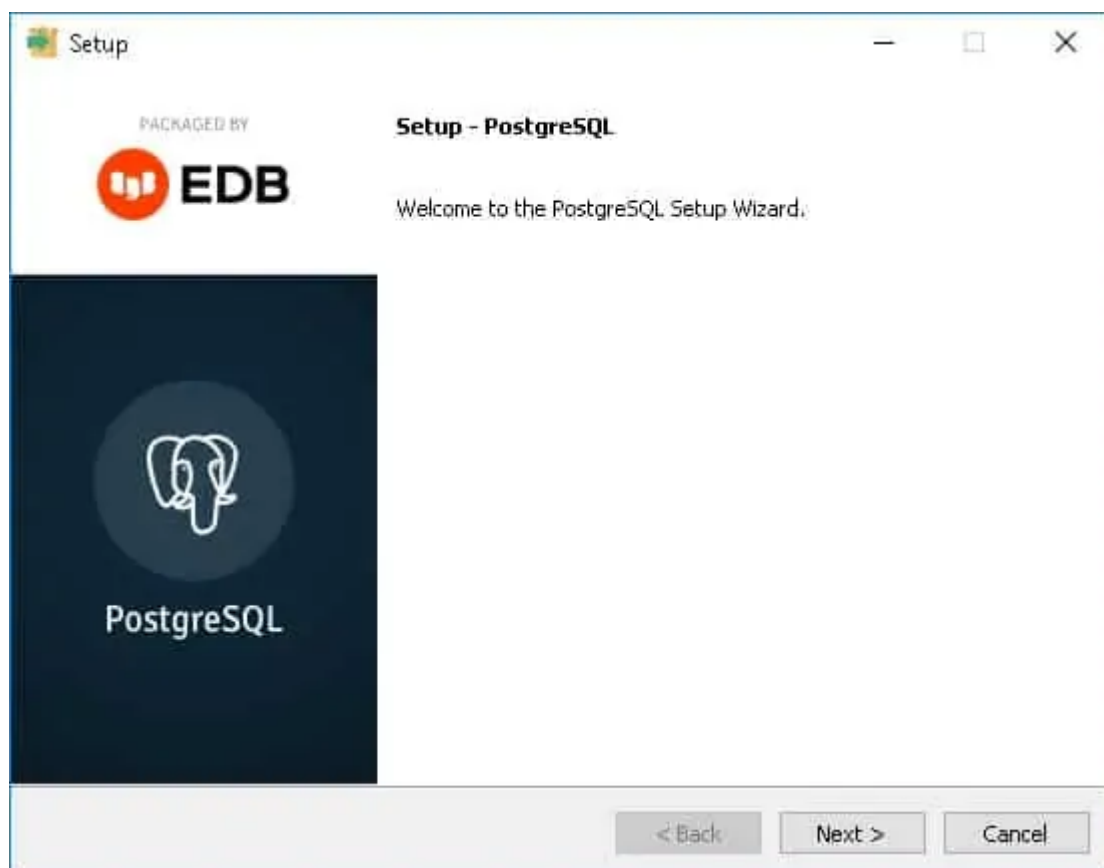 Setup
PACKAGED BY
EDB
Setup - PostgreSQL
Welcome to the PostgreSQL Setup Wizard.
PostgreSQL
< Back
Next >
Cancel